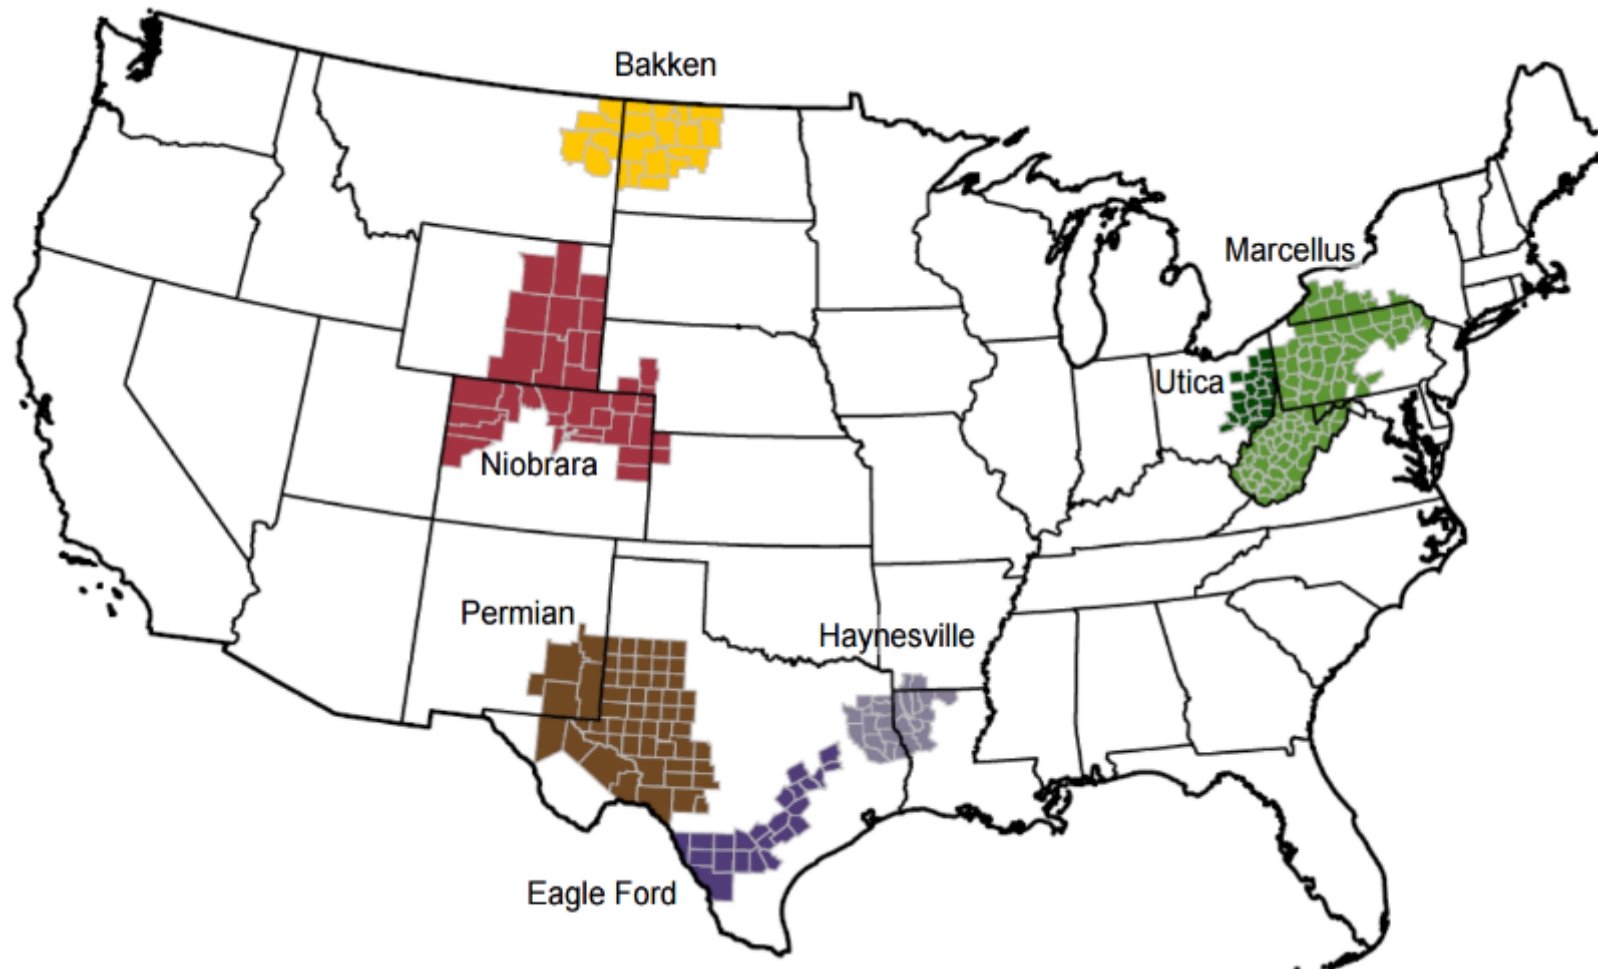 Bakken
Marcellus
Utica
Niobrara
Permian
Haynesville
Eagle Ford